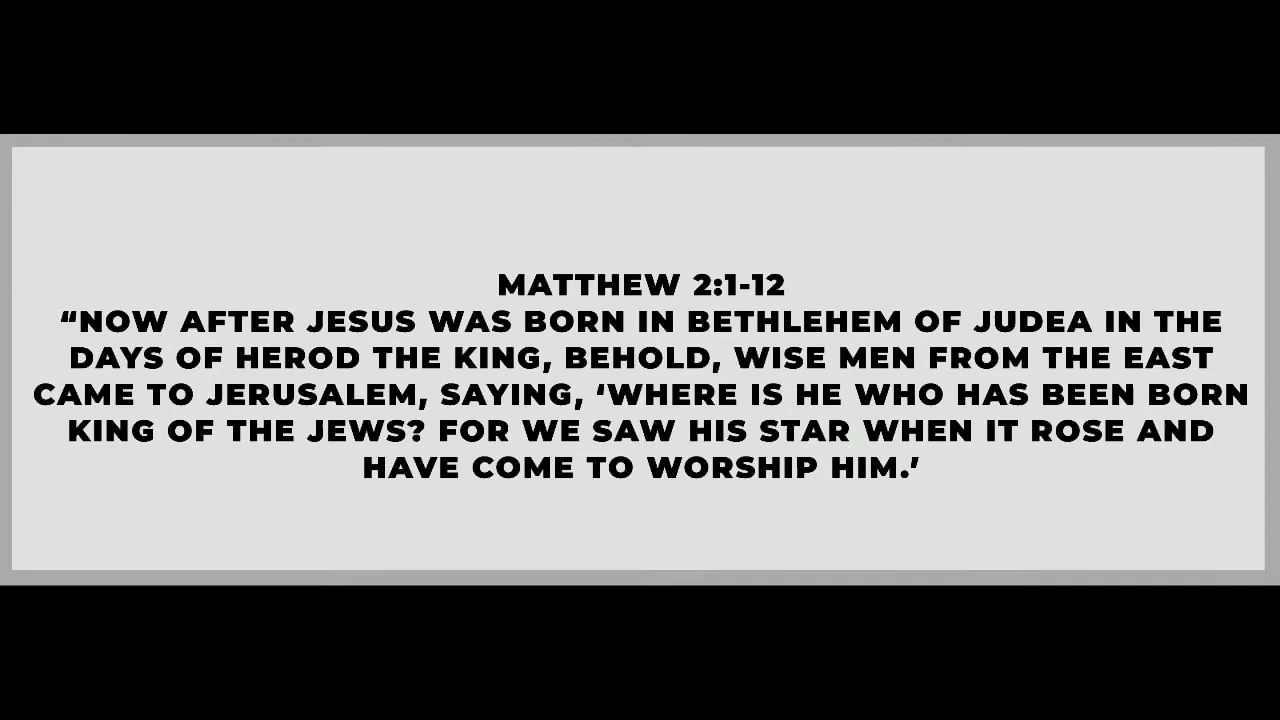 MATTHEW 2:1-12
“NOW AFTER JESUS WAS BORN IN BETHLEHEM OF JUDEA IN THE
DAYS OF HEROD THE KING, BEHOLD, WISE MEN FROM THE EAST
CAME TO JERUSALEM, SAYING, ‘WHERE IS HE WHO HAS BEEN BORN
KING OF THE JEWS? FOR WE SAW HIS STAR WHEN IT ROSE AND
HAVE COME TO WORSHIP HIM.’